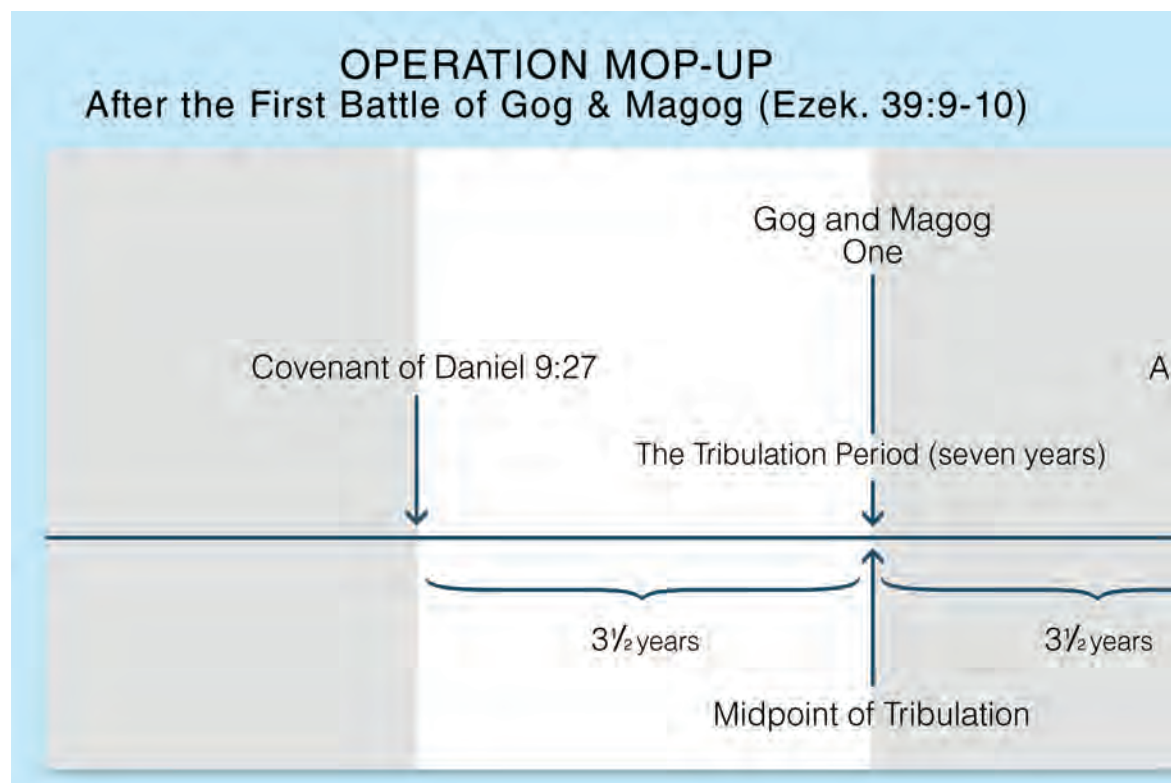 OPERATION MOP-UP
After the First Battle of Gog & Magog (Ezek. 39:9-10)
Gog and Magog
One
Covenant of Daniel 9:27
A
The Tribulation Period (seven years)
3½ years
3½ years
Midpoint of Tribulation